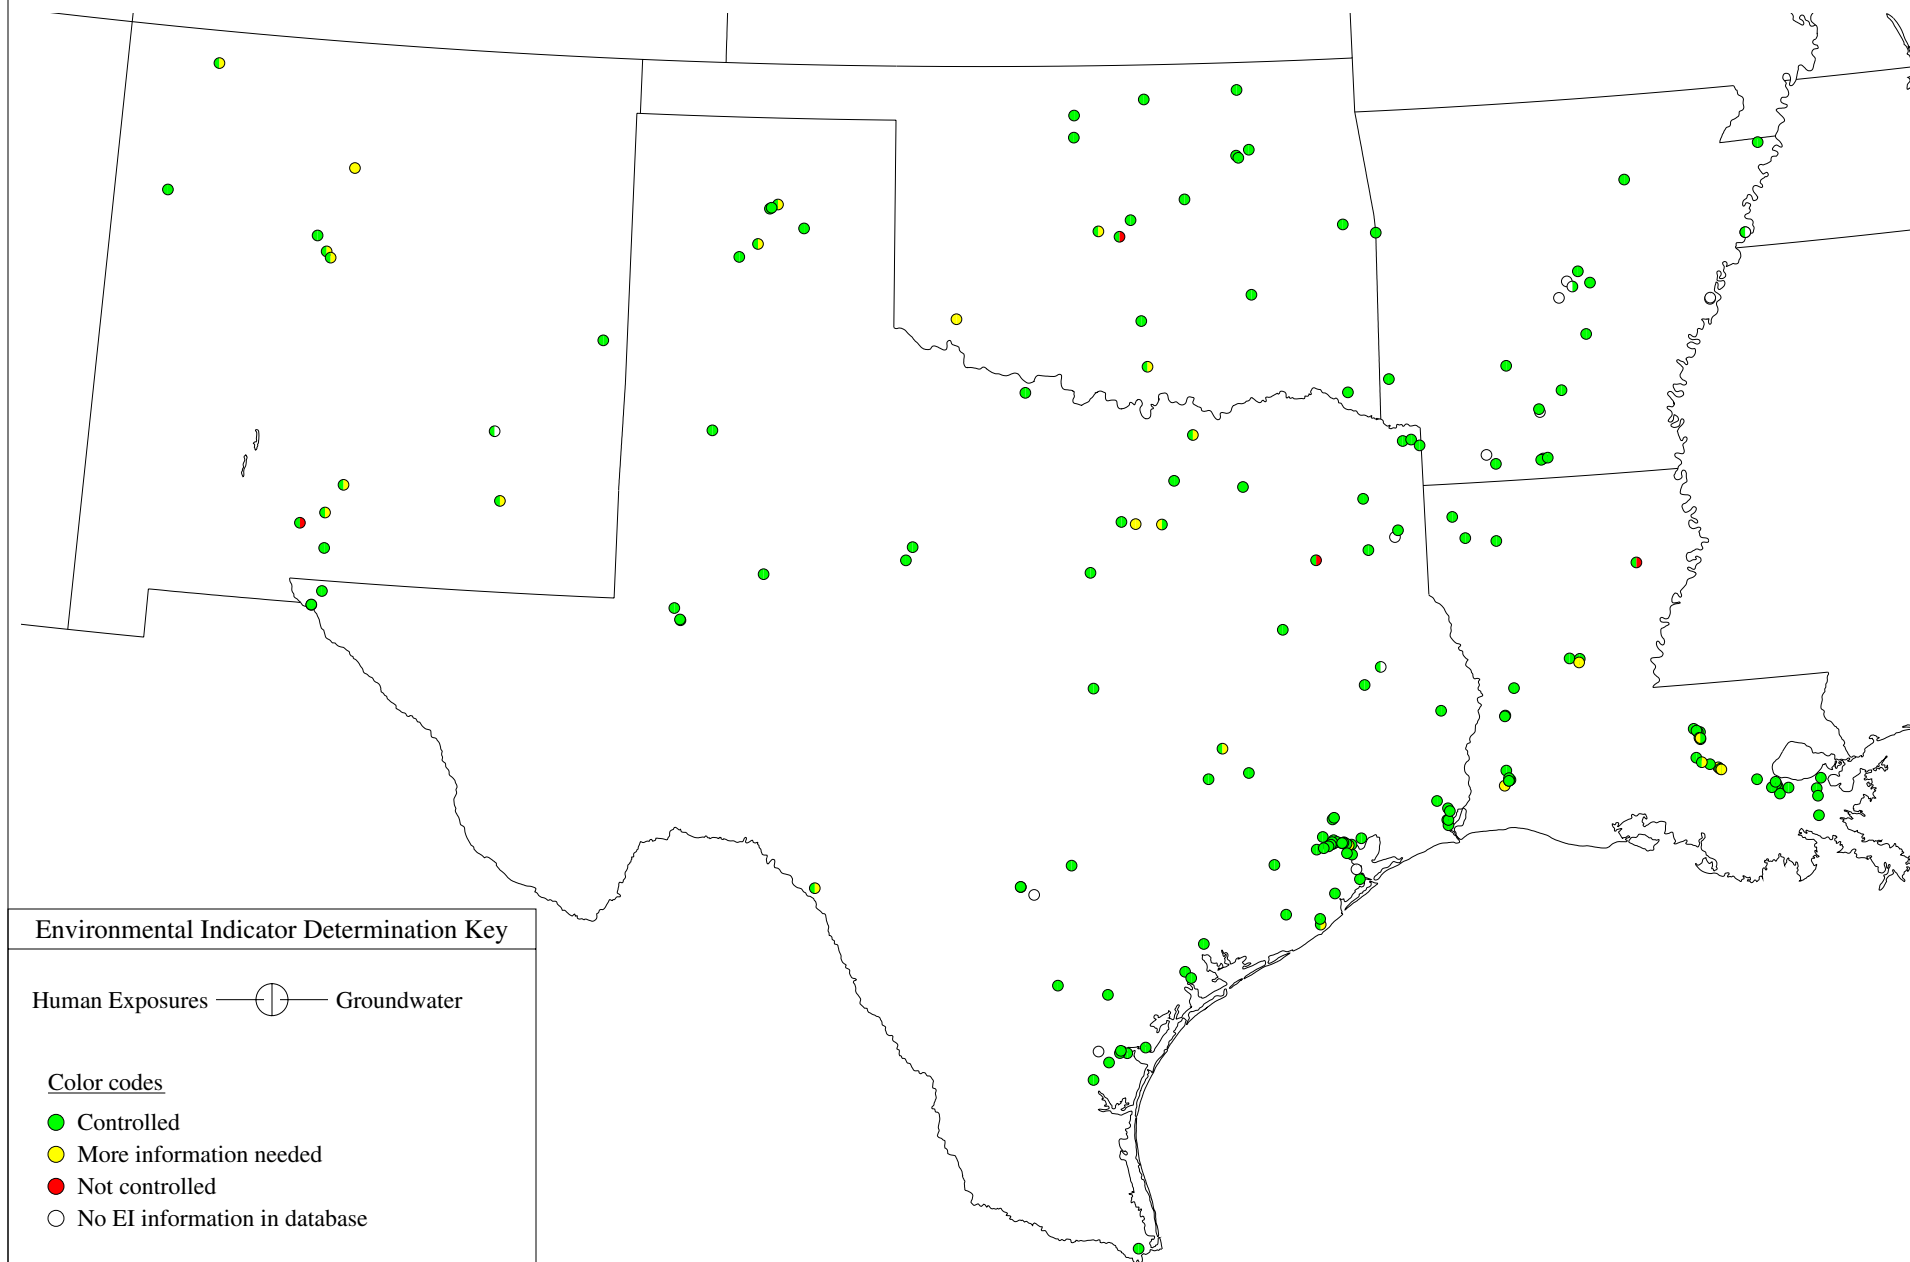 Environmental Indicator Determination Key
Human Exposures Groundwater
Color codes
Controlled
More information needed
Not controlled
No EI information in database